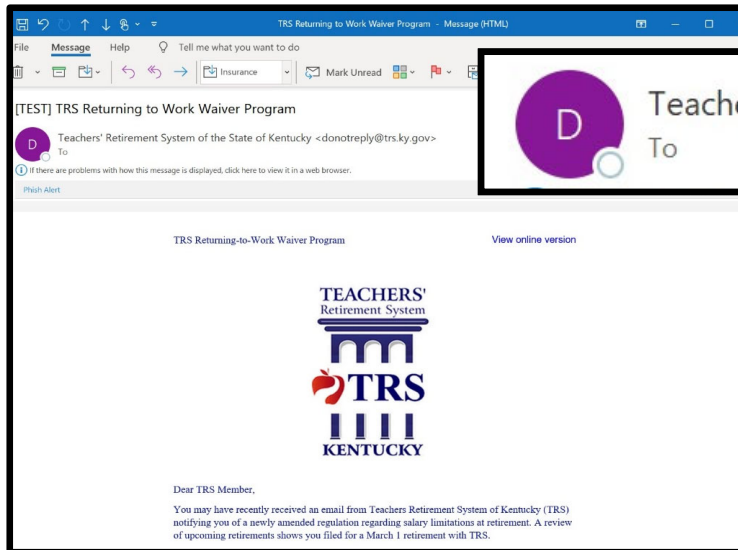 TRS Returning to Work Waiver Program - Message (HTML)
File Message Help Tell me what you want to do
Insurance Mark Unread
[TEST] TRS Returning to Work Waiver Program
D
Teachers' Retirement System of the State of Kentucky <donotreply@trs.ky.gov>
To
If there are problems with how this message is displayed, click here to view it in a web browser.
Phish Alert
D
To
TRS Returning-to-Work Waiver Program View online version
TEACHERS'
Retirement System
TRS
KENTUCKY
Dear TRS Member,
You may have recently received an email from Teachers Retirement System of Kentucky (TRS)
notifying you of a newly amended regulation regarding salary limitations at retirement. A review
of upcoming retirements shows you filed for a March 1 retirement with TRS.